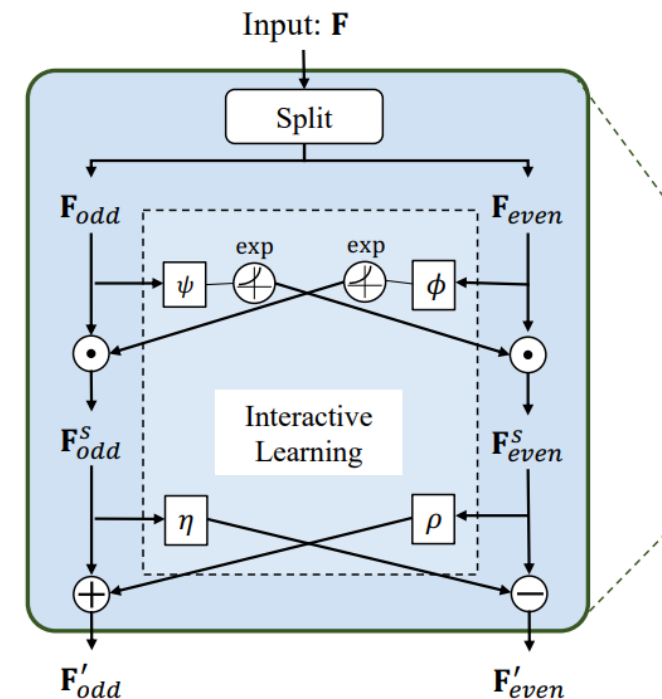 Input: F
Split
F_odd F_even
exp exp
ψ ϕ
F^s_odd F^s_even
Interactive
Learning
η ρ
F′_odd F′_even